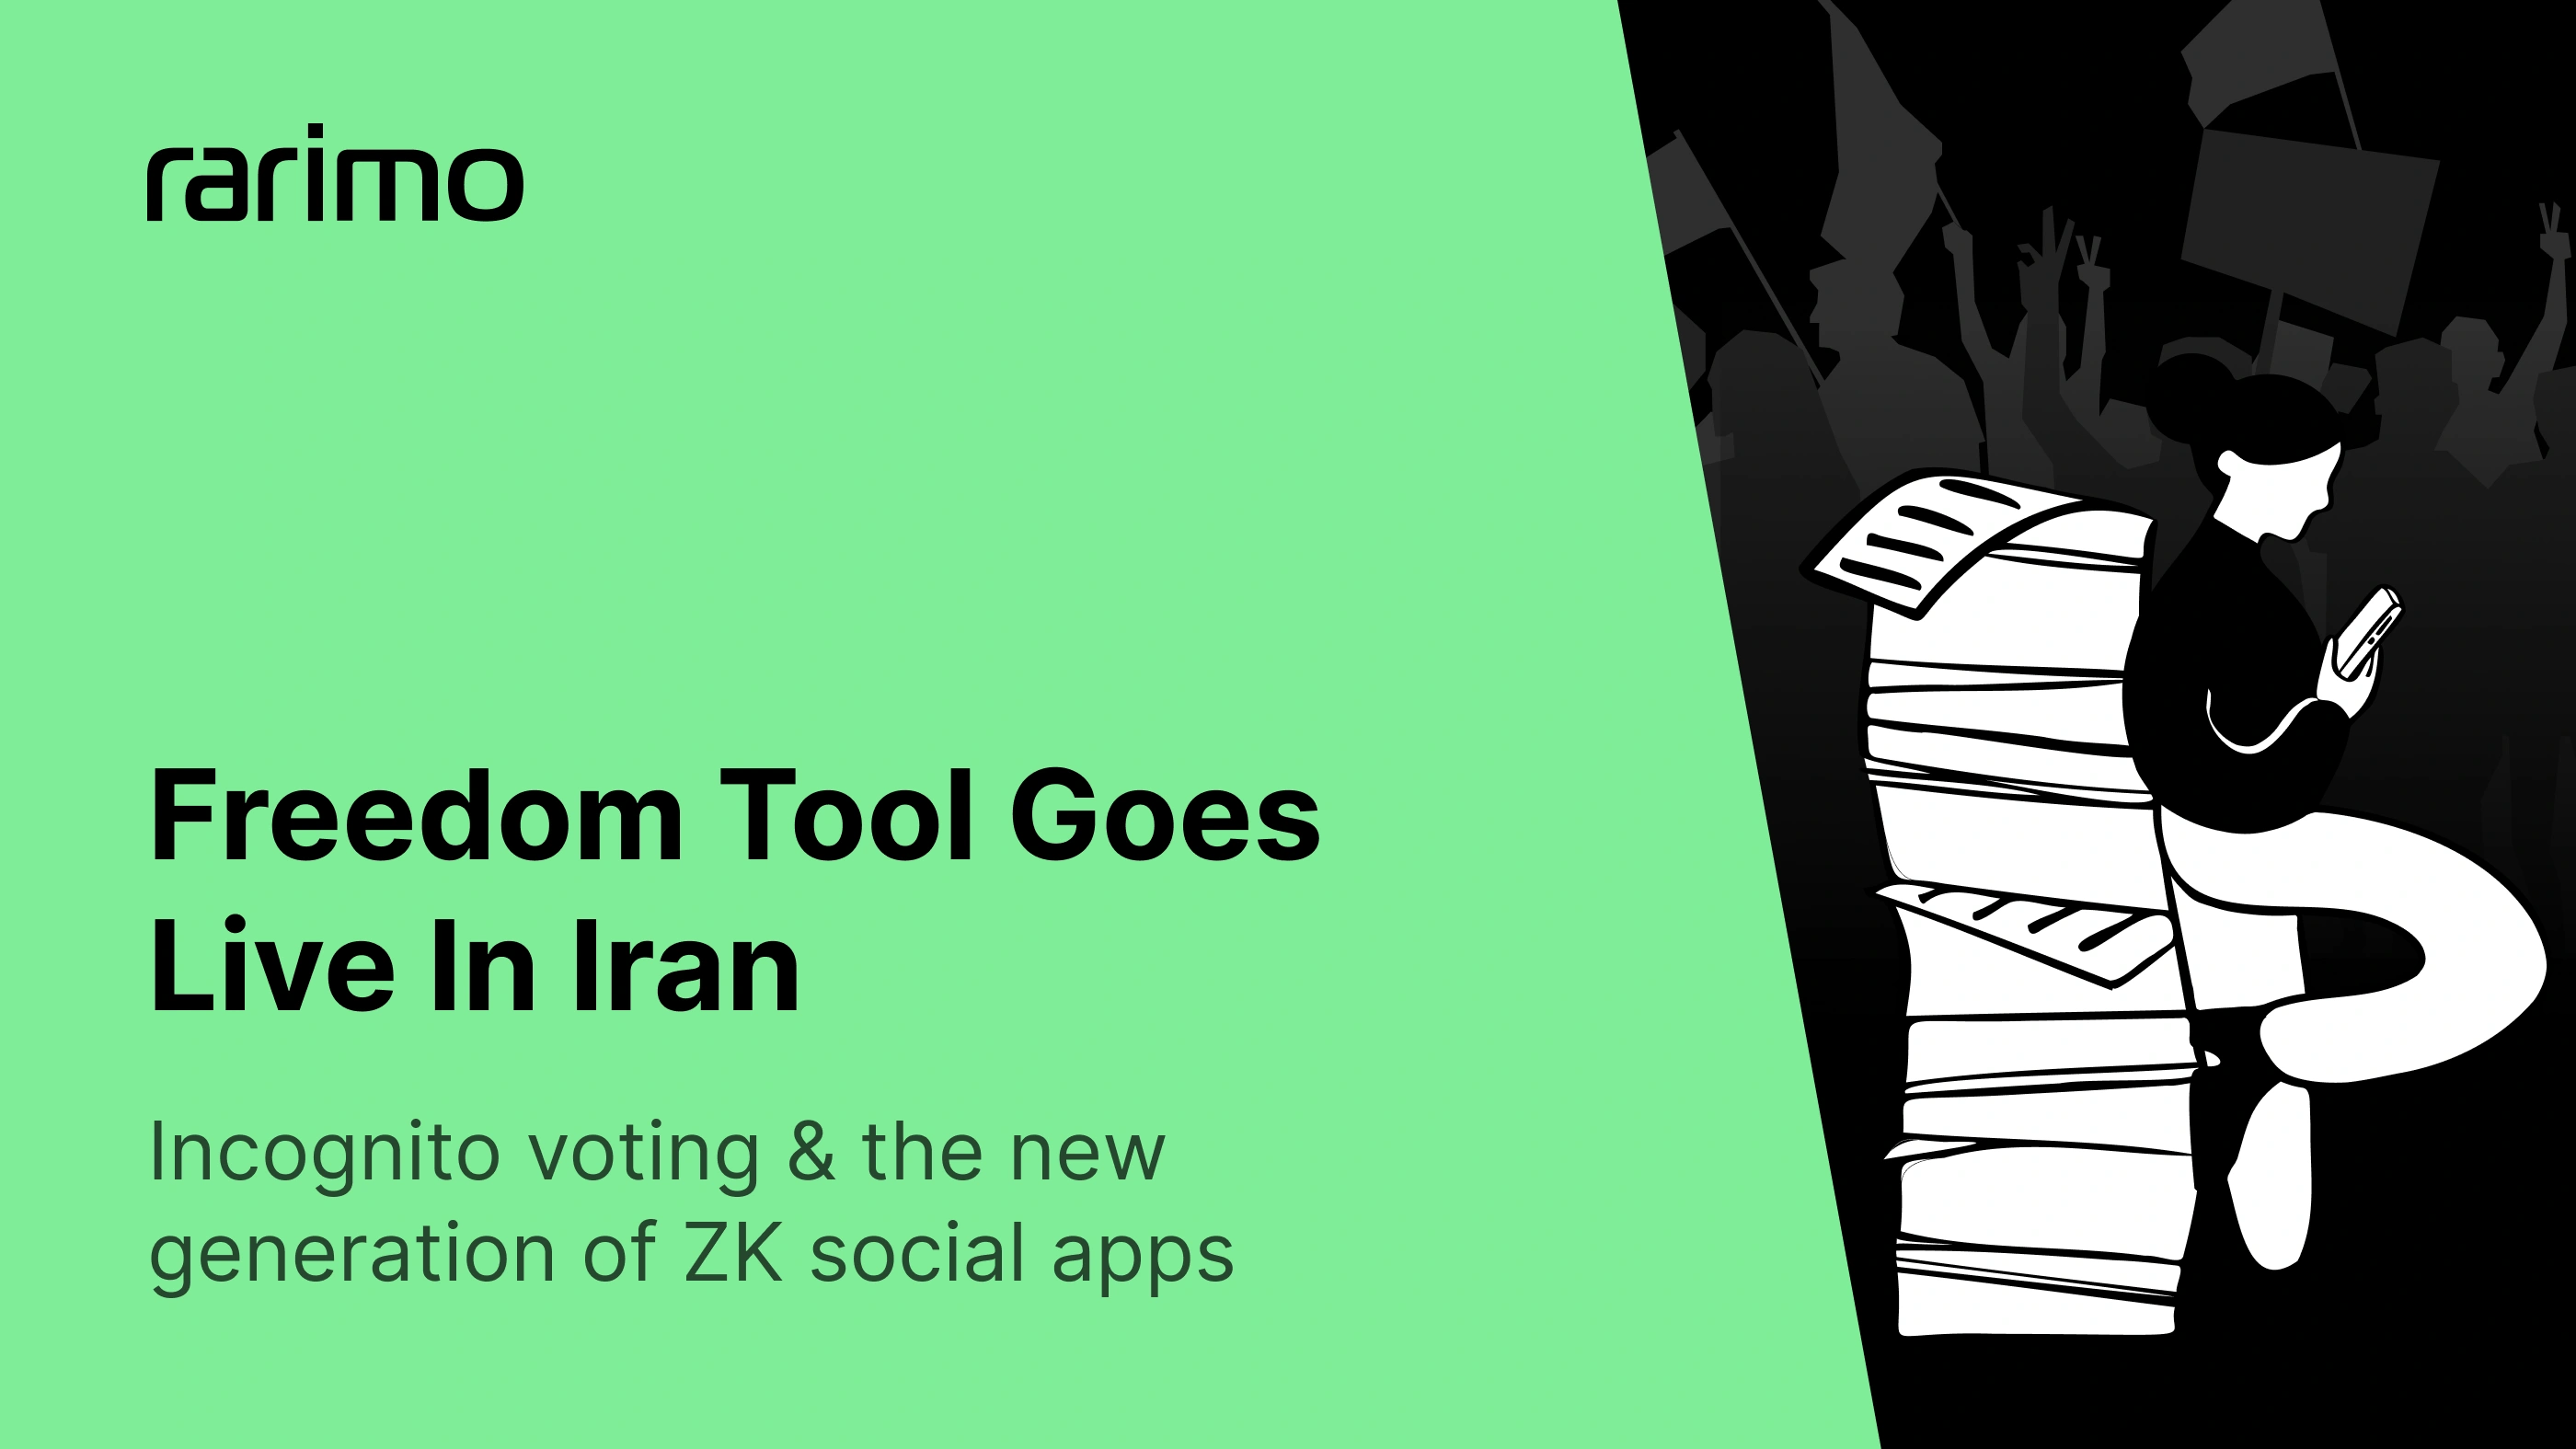 rarimo
Freedom Tool Goes
Live In Iran
Incognito voting & the new
generation of ZK social apps